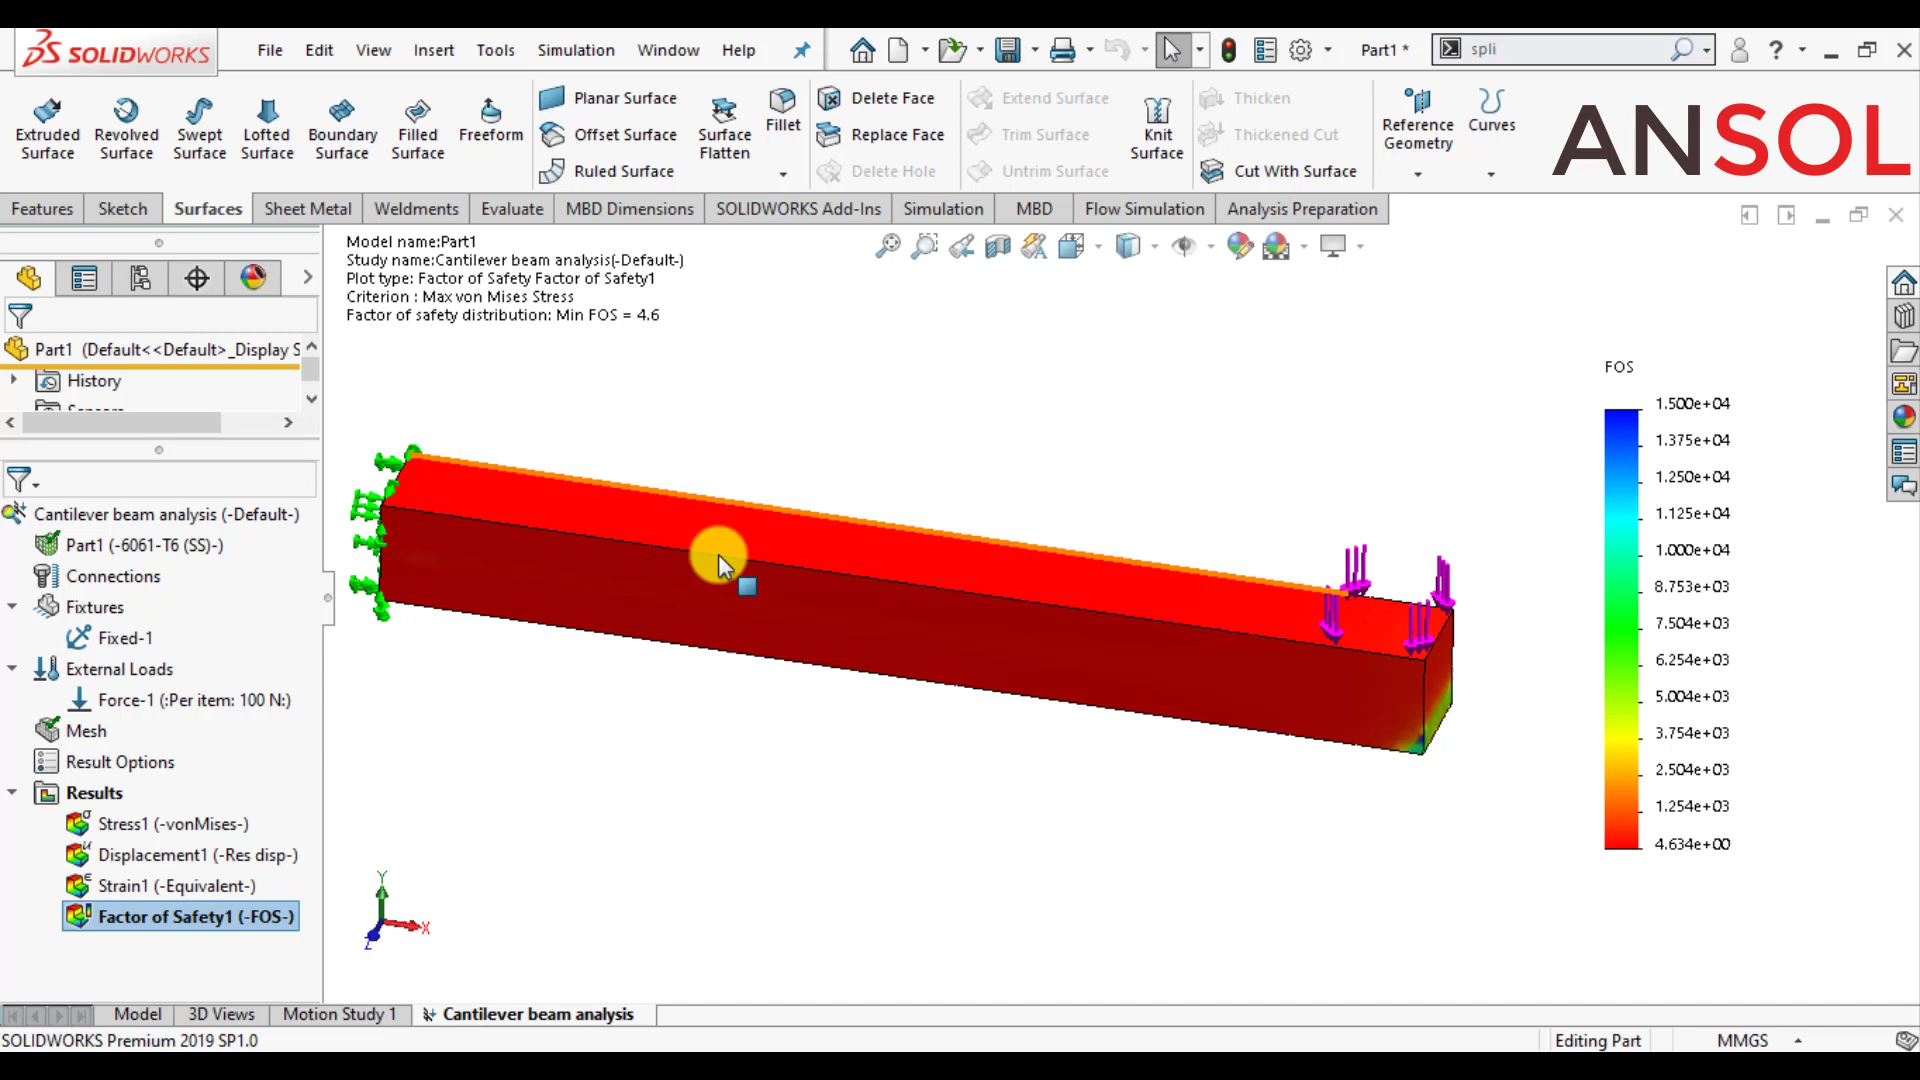 SOLIDWORKS
File Edit View Insert Tools Simulation Window Help
Part1 *
spli
?
Extruded Surface
Revolved Surface
Swept Surface
Lofted Surface
Boundary Surface
Filled Surface
Freeform
Planar Surface
Offset Surface
Ruled Surface
Surface Flatten
Fillet
Delete Face
Replace Face
Delete Hole
Extend Surface
Trim Surface
Untrim Surface
Knit Surface
Thicken
Thickened Cut
Cut With Surface
Reference Geometry
Curves
ANSOL
Features Sketch Surfaces Sheet Metal Weldments Evaluate MBD Dimensions SOLIDWORKS Add-Ins Simulation MBD Flow Simulation Analysis Preparation
Model name:Part1
Study name:Cantilever beam analysis(-Default-)
Plot type: Factor of Safety Factor of Safety1
Criterion : Max von Mises Stress
Factor of safety distribution: Min FOS = 4.6
Part1 (Default<<Default>_Display S
History
Cantilever beam analysis (-Default-)
Part1 (-6061-T6 (SS)-)
Connections
Fixtures
Fixed-1
External Loads
Force-1 (:Per item: 100 N:)
Mesh
Result Options
Results
Stress1 (-vonMises-)
Displacement1 (-Res disp-)
Strain1 (-Equivalent-)
Factor of Safety1 (-FOS-)
FOS
1.500e+04
1.375e+04
1.250e+04
1.125e+04
1.000e+04
8.753e+03
7.504e+03
6.254e+03
5.004e+03
3.754e+03
2.504e+03
1.254e+03
4.634e+00
Y
X
Z
Model 3D Views Motion Study 1 Cantilever beam analysis
SOLIDWORKS Premium 2019 SP1.0
Editing Part
MMGS